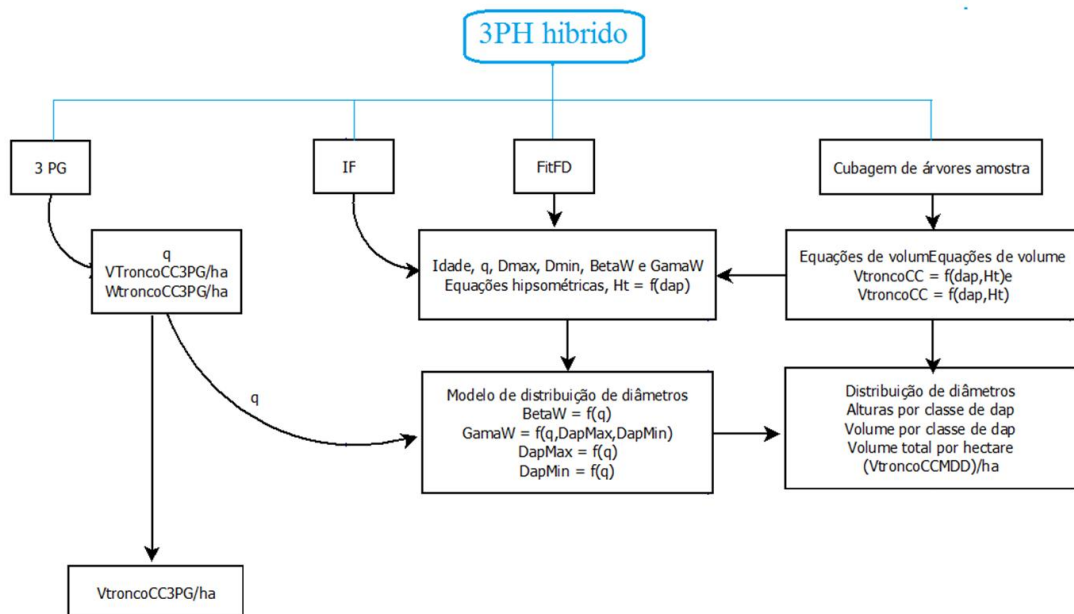 3PH hibrido
3 PG
IF
FitFD
Cubagem de árvores amostra
q
VTroncoCC3PG/ha
WtroncoCC3PG/ha
Idade, q, Dmax, Dmin, BetaW e GamaW
Equações hipsométricas, Ht = f(dap)
Equações de volumEquações de volume
VtroncoCC = f(dap,Ht)e
VtroncoCC = f(dap,Ht)
q
Modelo de distribuição de diâmetros
BetaW = f(q)
GamaW = f(q,DapMax,DapMin)
DapMax = f(q)
DapMin = f(q)
Distribuição de diâmetros
Alturas por classe de dap
Volume por classe de dap
Volume total por hectare
(VtroncoCCMDD)/ha
VtroncoCC3PG/ha